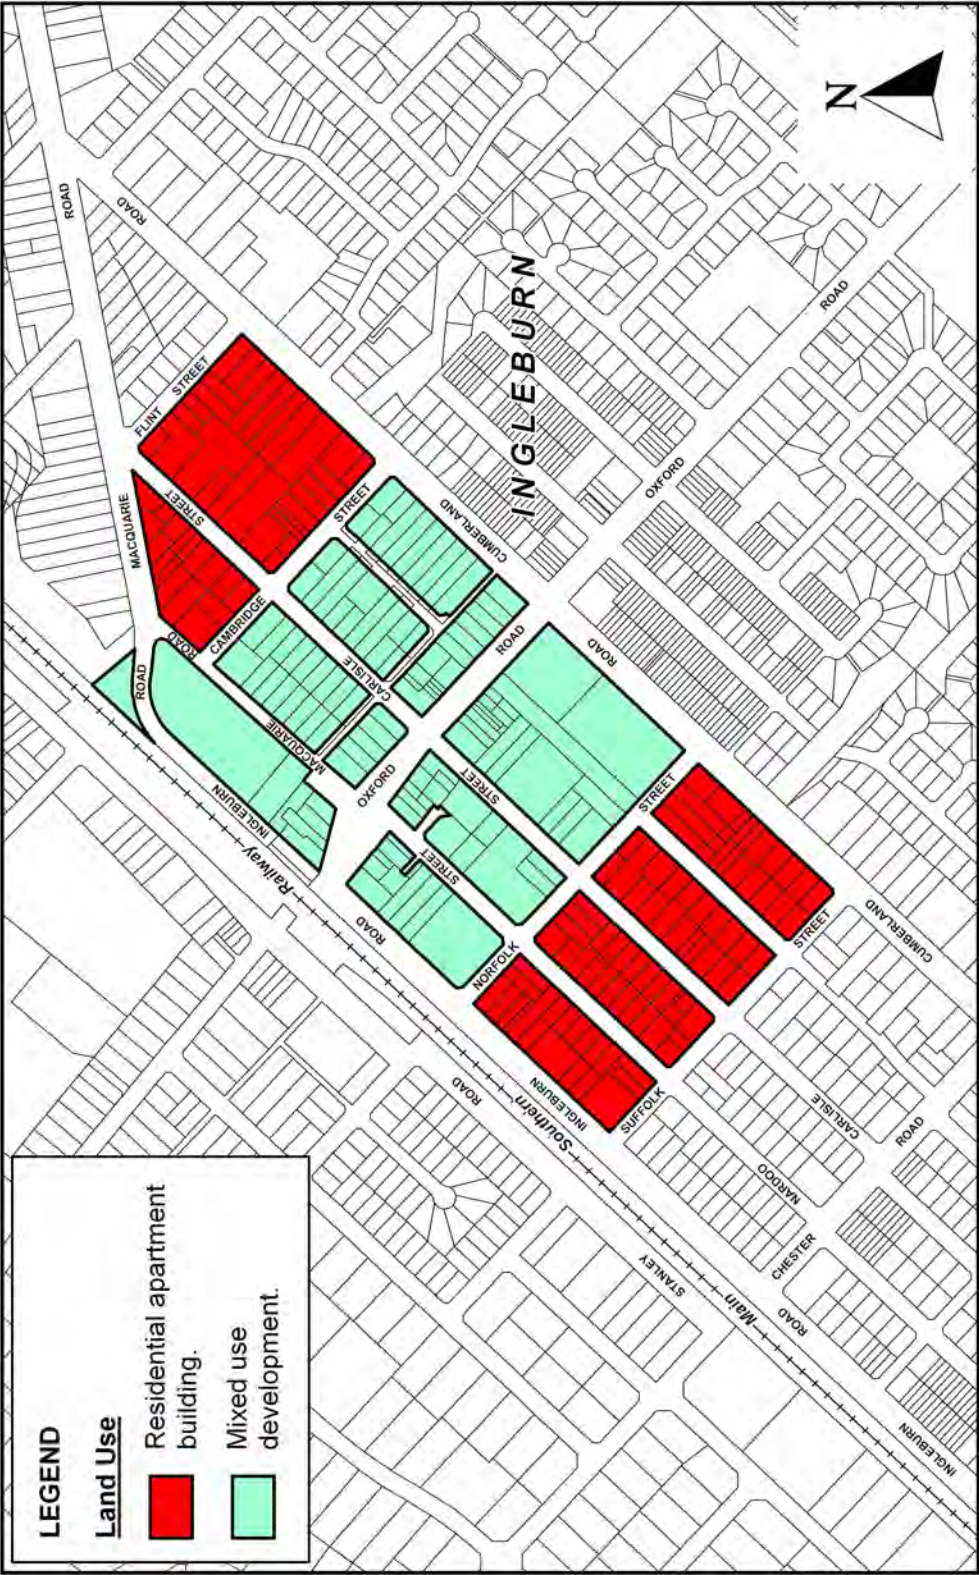 LEGEND
Land Use
Residential apartment
building.
Mixed use
development.
N
INGLEBURN
ROAD
ROAD
FLINT STREET
MACQUARIE
STREET
ROAD
CAMBRIDGE
STREET
ROAD
CARLISLE
MACQUARIE
CUMBERLAND
INGLEBURN
Railway
OXFORD
ROAD
ROAD
OXFORD
ROAD
STREET
STREET
STREET
ROAD
NORFOLK
STREET
CUMBERLAND
INGLEBURN
Southern
SUFFOLK
ROAD
CARLISLE
ROAD
NARDOO
CHESTER
STANLEY
Main
ROAD
INGLEBURN